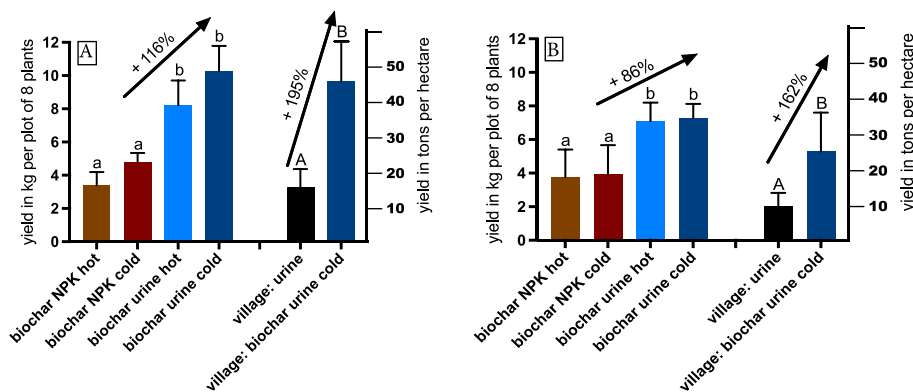 A
yield in kg per plot of 8 plants
12
10
8
6
4
2
0
a
a
b
b
+ 116%
A
B
+ 195%
50
40
30
20
10
yield in tons per hectare
biochar NPK hot
biochar NPK cold
biochar urine hot
biochar urine cold
village: urine
village: biochar urine cold
B
yield in kg per plot of 8 plants
12
10
8
6
4
2
0
a
a
b
b
+ 86%
A
B
+ 162%
50
40
30
20
10
yield in tons per hectare
biochar NPK hot
biochar NPK cold
biochar urine hot
biochar urine cold
village: urine
village: biochar urine cold